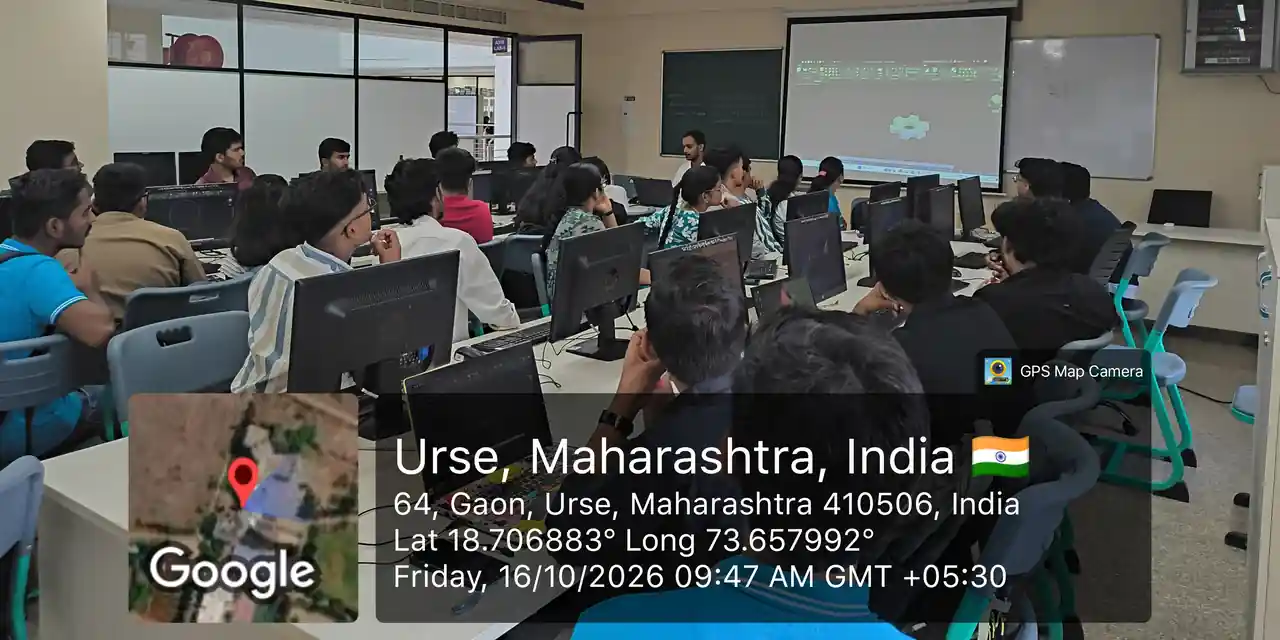 GPS Map Camera
Urse, Maharashtra, India
64, Gaon, Urse, Maharashtra 410506, India
Lat 18.706883° Long 73.657992°
Friday, 16/10/2026 09:47 AM GMT +05:30
Google